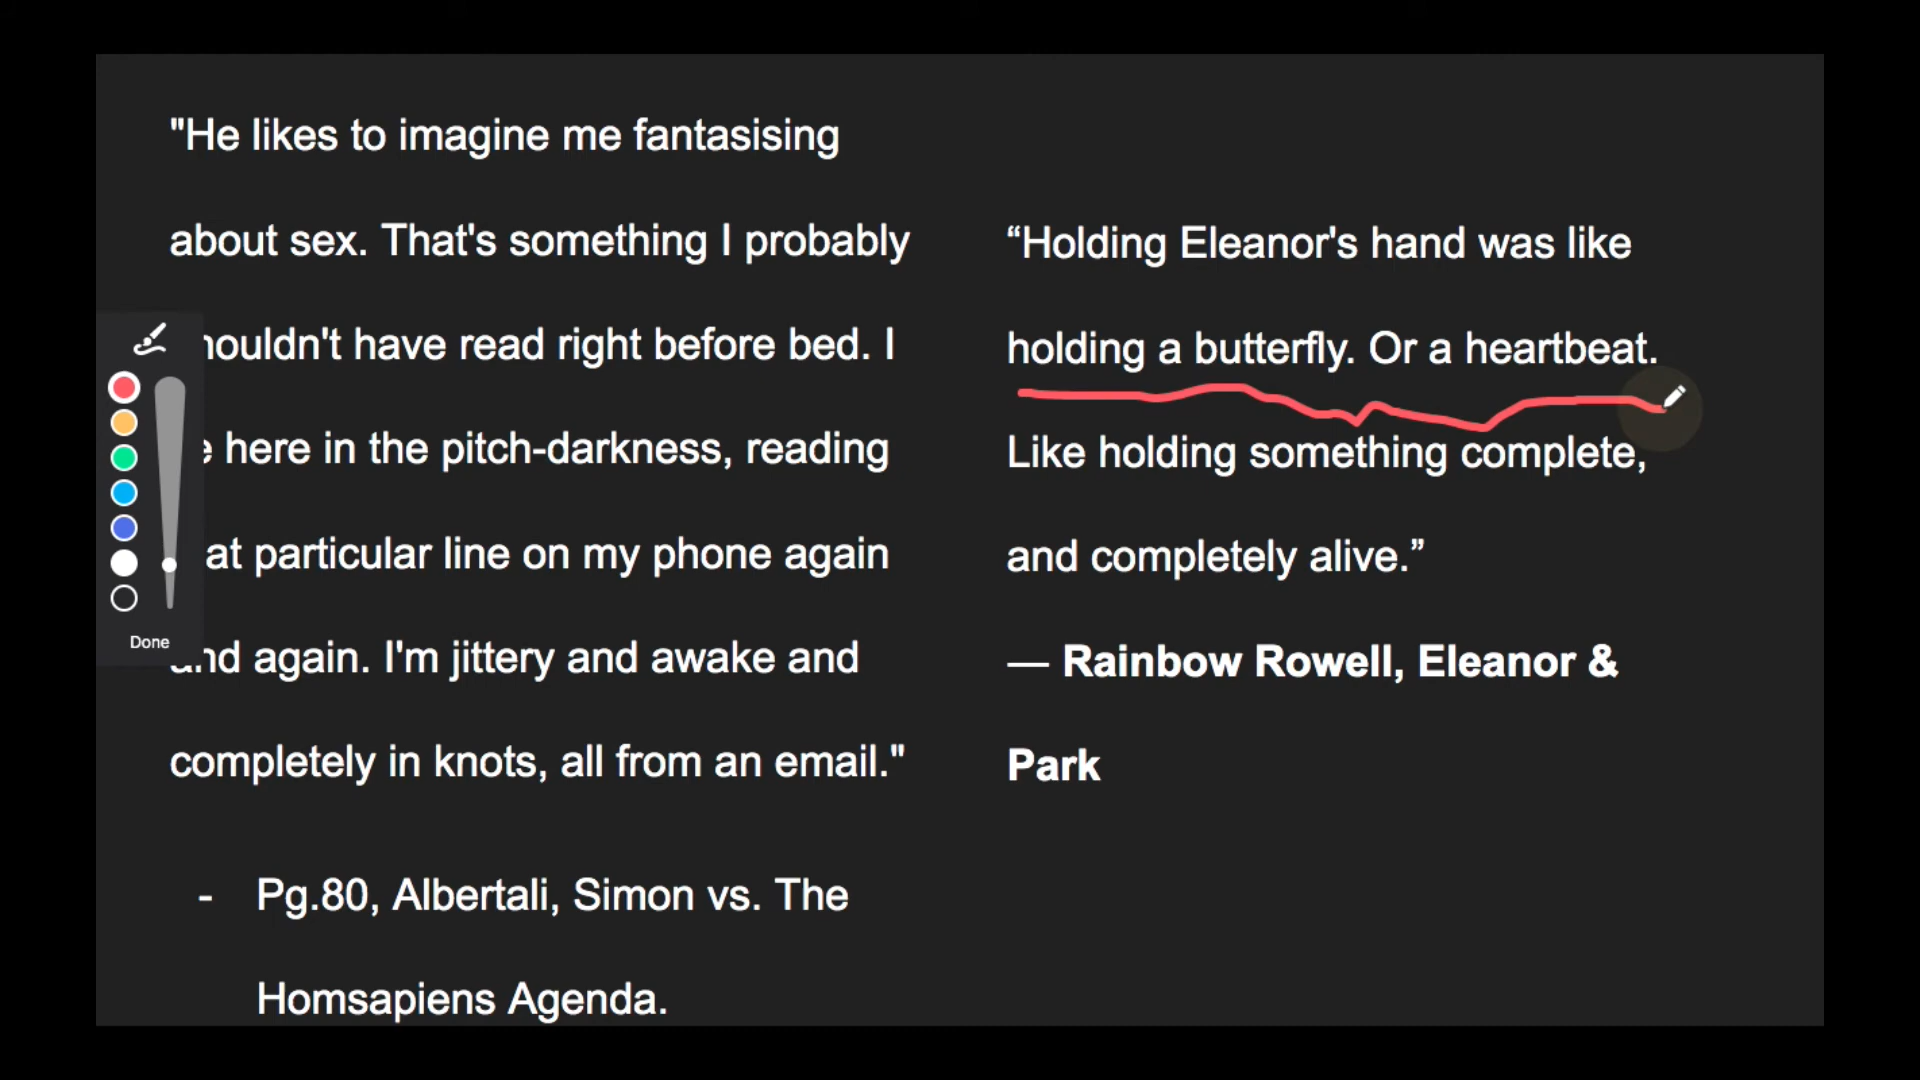 "He likes to imagine me fantasising
about sex. That's something I probably
houldn't have read right before bed. I
e here in the pitch-darkness, reading
at particular line on my phone again
and again. I'm jittery and awake and
completely in knots, all from an email."
- Pg.80, Albertali, Simon vs. The
Homsapiens Agenda.
“Holding Eleanor's hand was like
holding a butterfly. Or a heartbeat.
Like holding something complete,
and completely alive.”
— Rainbow Rowell, Eleanor &
Park
Done